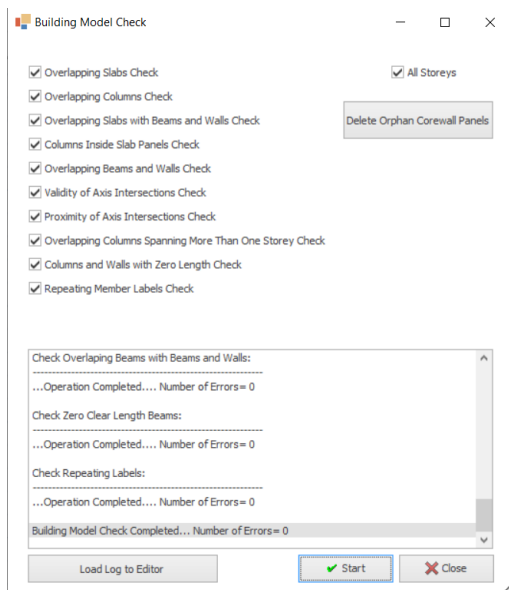 Building Model Check
Overlapping Slabs Check
All Storeys
Overlapping Columns Check
Overlapping Slabs with Beams and Walls Check
Delete Orphan Corewall Panels
Columns Inside Slab Panels Check
Overlapping Beams and Walls Check
Validity of Axis Intersections Check
Proximity of Axis Intersections Check
Overlapping Columns Spanning More Than One Storey Check
Columns and Walls with Zero Length Check
Repeating Member Labels Check
Check Overlaping Beams with Beams and Walls:
------------------------------------------------------------
...Operation Completed.... Number of Errors= 0
Check Zero Clear Length Beams:
------------------------------------------------------------
...Operation Completed.... Number of Errors= 0
Check Repeating Labels:
------------------------------------------------------------
...Operation Completed.... Number of Errors= 0
Building Model Check Completed... Number of Errors= 0
Load Log to Editor
Start
Close